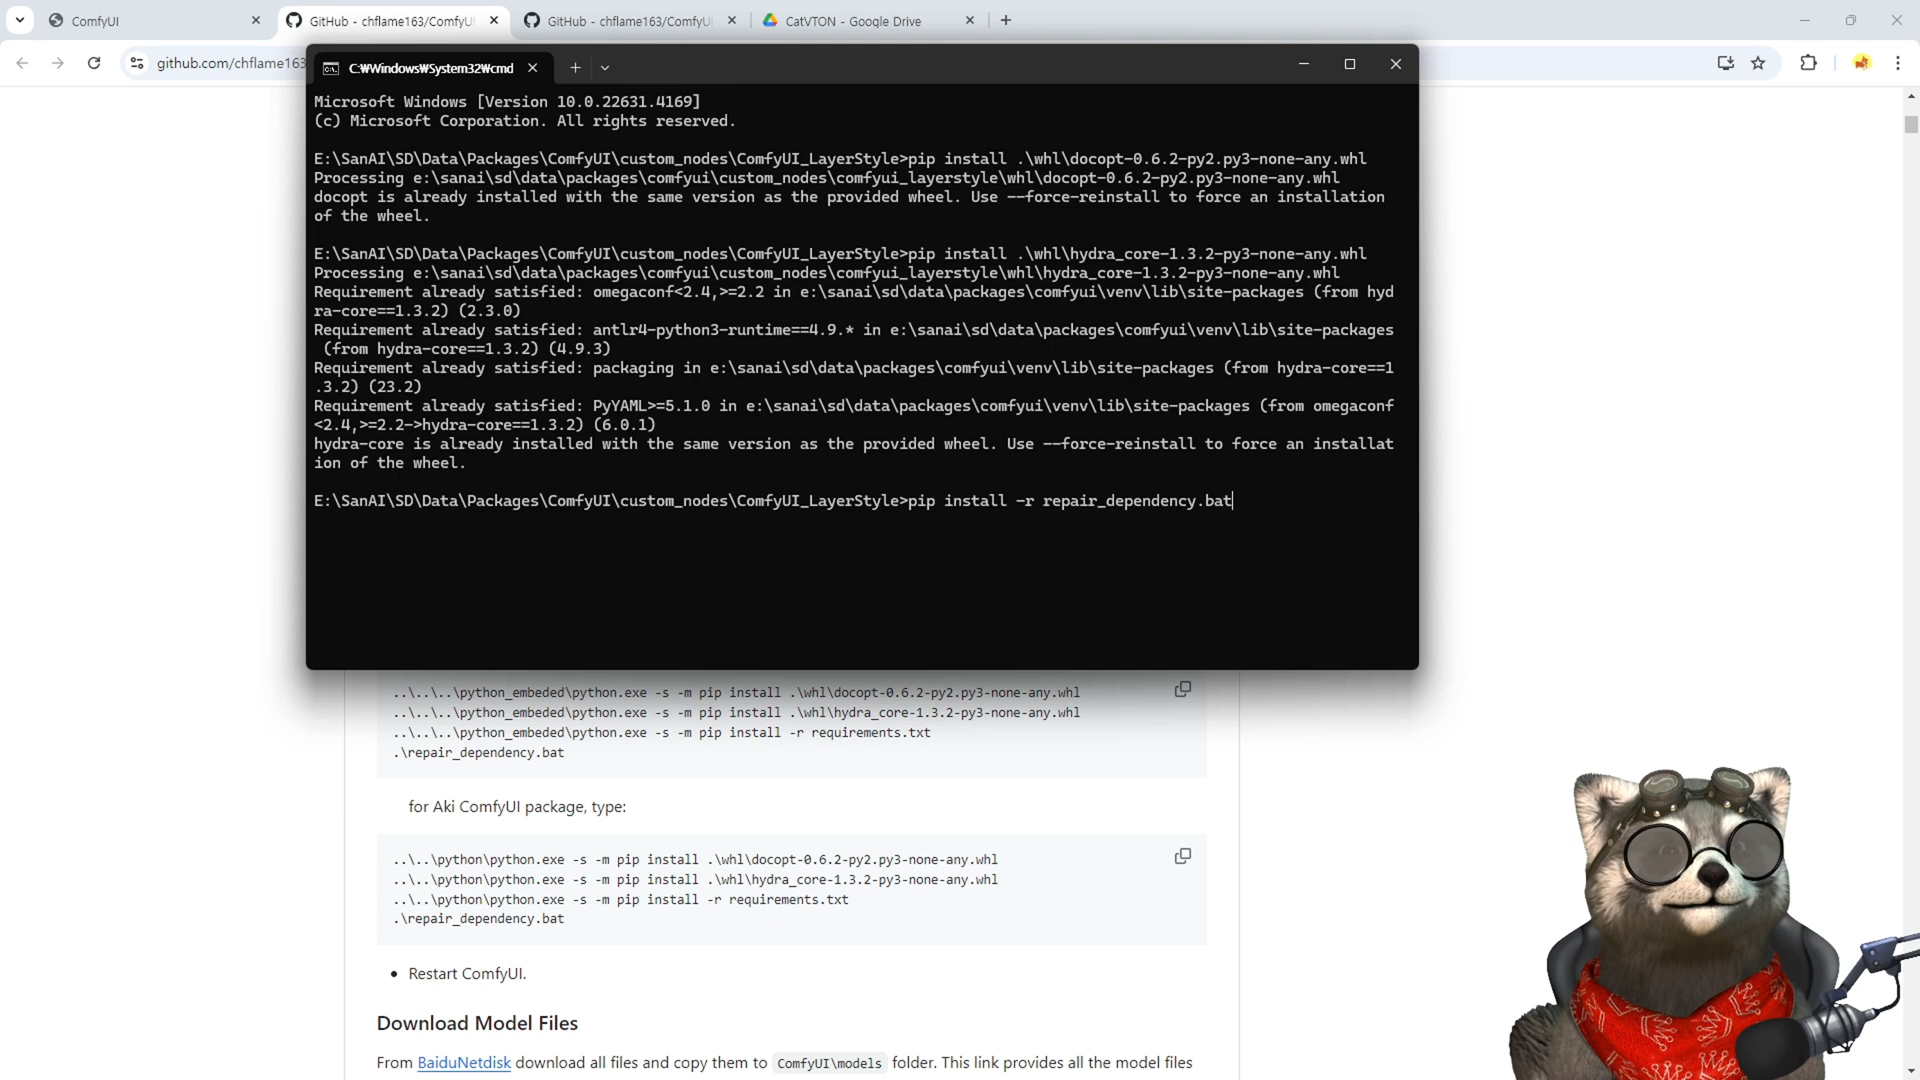 ComfyUI
GitHub - chflame163/ComfyU
GitHub - chflame163/ComfyU
CatVTON - Google Drive
github.com/chflame163
C:₩Windows₩System32₩cmd
Microsoft Windows [Version 10.0.22631.4169]
(c) Microsoft Corporation. All rights reserved.
E:\SanAI\SD\Data\Packages\ComfyUI\custom_nodes\ComfyUI_LayerStyle>pip install .\whl\docopt-0.6.2-py2.py3-none-any.whl
Processing e:\sanai\sd\data\packages\comfyui\custom_nodes\comfyui_layerstyle\whl\docopt-0.6.2-py2.py3-none-any.whl
docopt is already installed with the same version as the provided wheel. Use --force-reinstall to force an installation
of the wheel.
E:\SanAI\SD\Data\Packages\ComfyUI\custom_nodes\ComfyUI_LayerStyle>pip install .\whl\hydra_core-1.3.2-py3-none-any.whl
Processing e:\sanai\sd\data\packages\comfyui\custom_nodes\comfyui_layerstyle\whl\hydra_core-1.3.2-py3-none-any.whl
Requirement already satisfied: omegaconf<2.4,>=2.2 in e:\sanai\sd\data\packages\comfyui\venv\lib\site-packages (from hyd
ra-core==1.3.2) (2.3.0)
Requirement already satisfied: antlr4-python3-runtime==4.9.* in e:\sanai\sd\data\packages\comfyui\venv\lib\site-packages
(from hydra-core==1.3.2) (4.9.3)
Requirement already satisfied: packaging in e:\sanai\sd\data\packages\comfyui\venv\lib\site-packages (from hydra-core==1
.3.2) (23.2)
Requirement already satisfied: PyYAML>=5.1.0 in e:\sanai\sd\data\packages\comfyui\venv\lib\site-packages (from omegaconf
<2.4,>=2.2->hydra-core==1.3.2) (6.0.1)
hydra-core is already installed with the same version as the provided wheel. Use --force-reinstall to force an installat
ion of the wheel.
E:\SanAI\SD\Data\Packages\ComfyUI\custom_nodes\ComfyUI_LayerStyle>pip install -r repair_dependency.bat
..\..\..\python_embeded\python.exe -s -m pip install .\whl\docopt-0.6.2-py2.py3-none-any.whl
..\..\..\python_embeded\python.exe -s -m pip install .\whl\hydra_core-1.3.2-py3-none-any.whl
..\..\..\python_embeded\python.exe -s -m pip install -r requirements.txt
.\repair_dependency.bat
for Aki ComfyUI package, type:
..\..\python\python.exe -s -m pip install .\whl\docopt-0.6.2-py2.py3-none-any.whl
..\..\python\python.exe -s -m pip install .\whl\hydra_core-1.3.2-py3-none-any.whl
..\..\python\python.exe -s -m pip install -r requirements.txt
.\repair_dependency.bat
• Restart ComfyUI.
Download Model Files
From BaiduNetdisk download all files and copy them to ComfyUI\models folder. This link provides all the model files